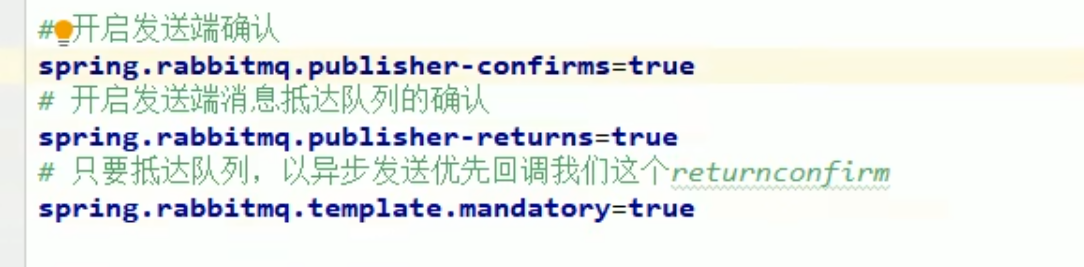 # 开启发送端确认
spring.rabbitmq.publisher-confirms=true
# 开启发送端消息抵达队列的确认
spring.rabbitmq.publisher-returns=true
# 只要抵达队列，以异步发送优先回调我们这个returnconfirm
spring.rabbitmq.template.mandatory=true